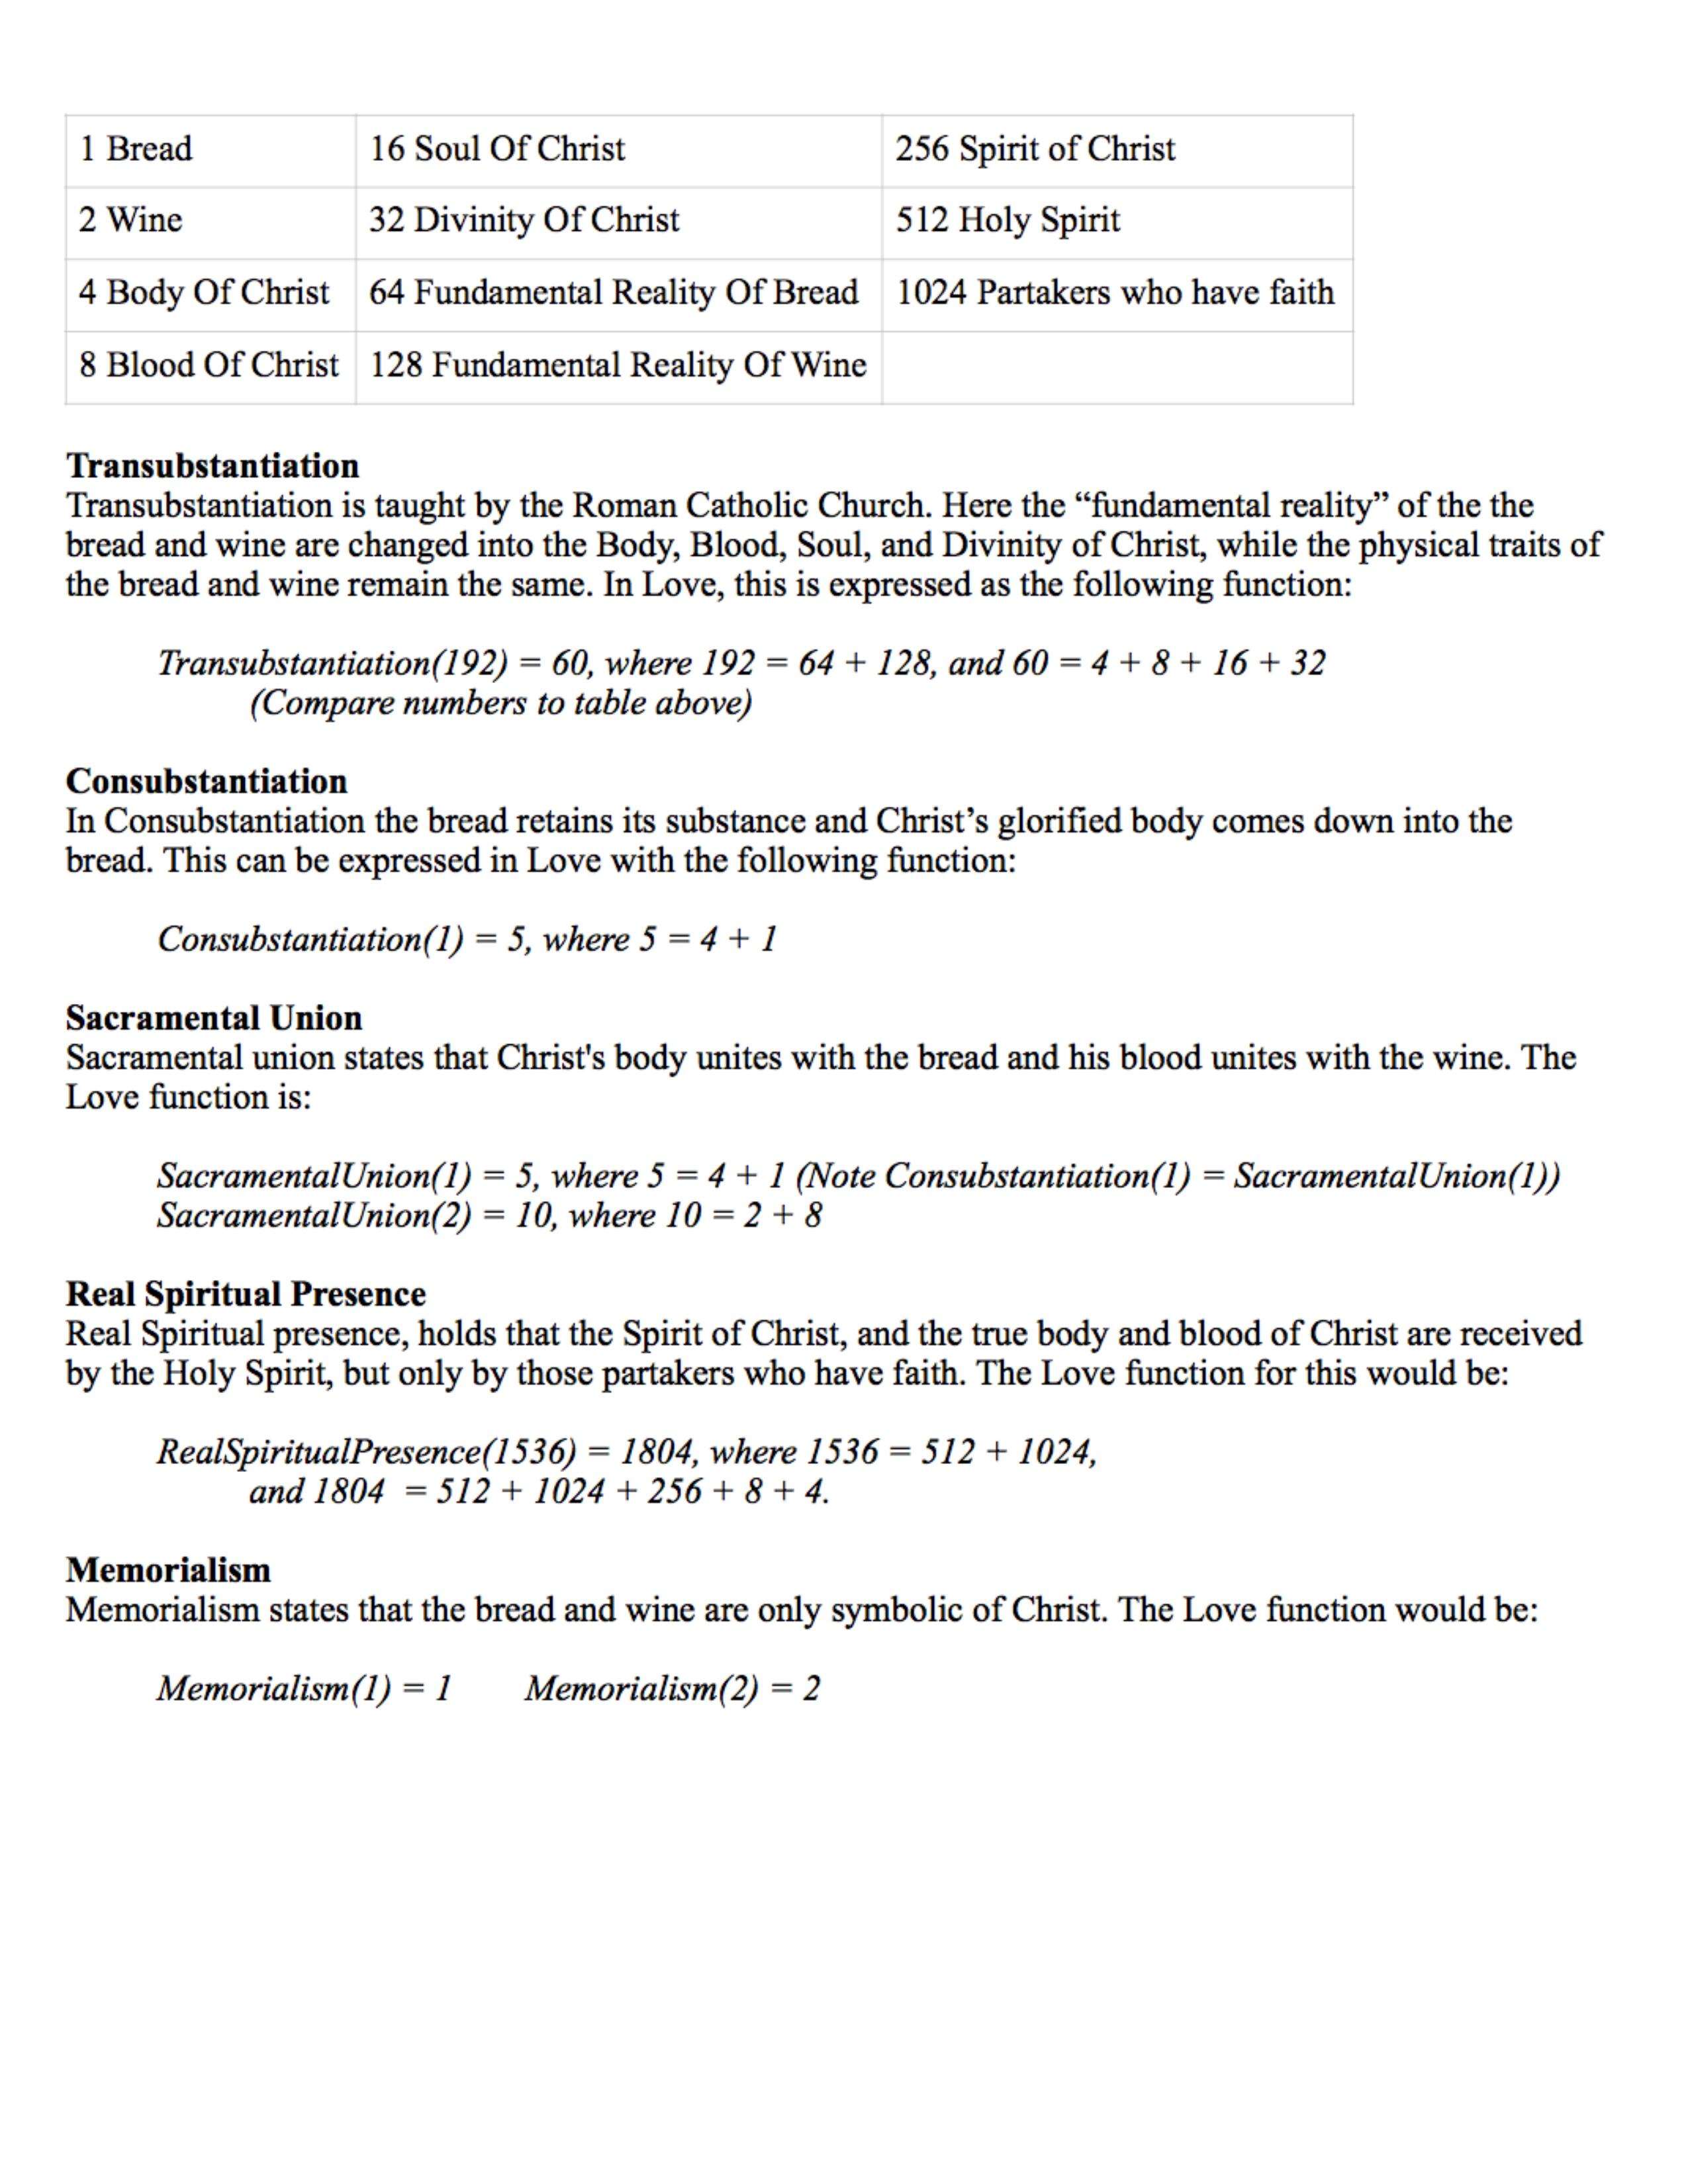 1 Bread 16 Soul Of Christ 256 Spirit of Christ
2 Wine 32 Divinity Of Christ 512 Holy Spirit
4 Body Of Christ 64 Fundamental Reality Of Bread 1024 Partakers who have faith
8 Blood Of Christ 128 Fundamental Reality Of Wine
Transubstantiation
Transubstantiation is taught by the Roman Catholic Church. Here the “fundamental reality” of the the
bread and wine are changed into the Body, Blood, Soul, and Divinity of Christ, while the physical traits of
the bread and wine remain the same. In Love, this is expressed as the following function:
Transubstantiation(192) = 60, where 192 = 64 + 128, and 60 = 4 + 8 + 16 + 32
(Compare numbers to table above)
Consubstantiation
In Consubstantiation the bread retains its substance and Christ’s glorified body comes down into the
bread. This can be expressed in Love with the following function:
Consubstantiation(1) = 5, where 5 = 4 + 1
Sacramental Union
Sacramental union states that Christ's body unites with the bread and his blood unites with the wine. The
Love function is:
SacramentalUnion(1) = 5, where 5 = 4 + 1 (Note Consubstantiation(1) = SacramentalUnion(1))
SacramentalUnion(2) = 10, where 10 = 2 + 8
Real Spiritual Presence
Real Spiritual presence, holds that the Spirit of Christ, and the true body and blood of Christ are received
by the Holy Spirit, but only by those partakers who have faith. The Love function for this would be:
RealSpiritualPresence(1536) = 1804, where 1536 = 512 + 1024,
and 1804 = 512 + 1024 + 256 + 8 + 4.
Memorialism
Memorialism states that the bread and wine are only symbolic of Christ. The Love function would be:
Memorialism(1) = 1 Memorialism(2) = 2